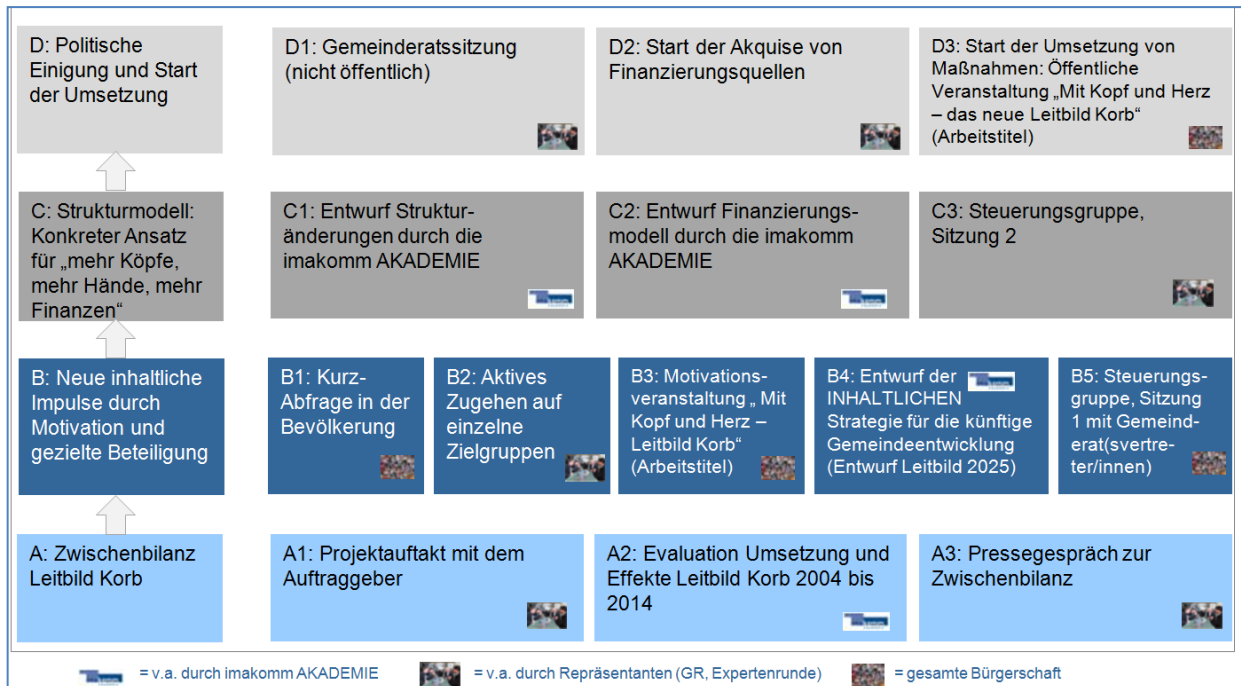 D: Politische
Einigung und Start
der Umsetzung
D1: Gemeinderatssitzung
(nicht öffentlich)
D2: Start der Akquise von
Finanzierungsquellen
D3: Start der Umsetzung von
Maßnahmen: Öffentliche
Veranstaltung „Mit Kopf und Herz
– das neue Leitbild Korb“
(Arbeitstitel)
C: Strukturmodell:
Konkreter Ansatz
für „mehr Köpfe,
mehr Hände, mehr
Finanzen“
C1: Entwurf Struktur-
änderungen durch die
imakomm AKADEMIE
C2: Entwurf Finanzierungs-
modell durch die imakomm
AKADEMIE
C3: Steuerungsgruppe,
Sitzung 2
B: Neue inhaltliche
Impulse durch
Motivation und
gezielte Beteiligung
B1: Kurz-
Abfrage in der
Bevölkerung
B2: Aktives
Zugehen auf
einzelne
Zielgruppen
B3: Motivations-
veranstaltung „ Mit
Kopf und Herz –
Leitbild Korb“
(Arbeitstitel)
B4: Entwurf der
INHALTLICHEN
Strategie für die künftige
Gemeindeentwicklung
(Entwurf Leitbild 2025)
B5: Steuerungs-
gruppe, Sitzung
1 mit Gemeind-
erat(svertre-
ter/innen)
A: Zwischenbilanz
Leitbild Korb
A1: Projektauftakt mit dem
Auftraggeber
A2: Evaluation Umsetzung und
Effekte Leitbild Korb 2004 bis
2014
A3: Pressegespräch zur
Zwischenbilanz
= v.a. durch imakomm AKADEMIE
= v.a. durch Repräsentanten (GR, Expertenrunde)
= gesamte Bürgerschaft